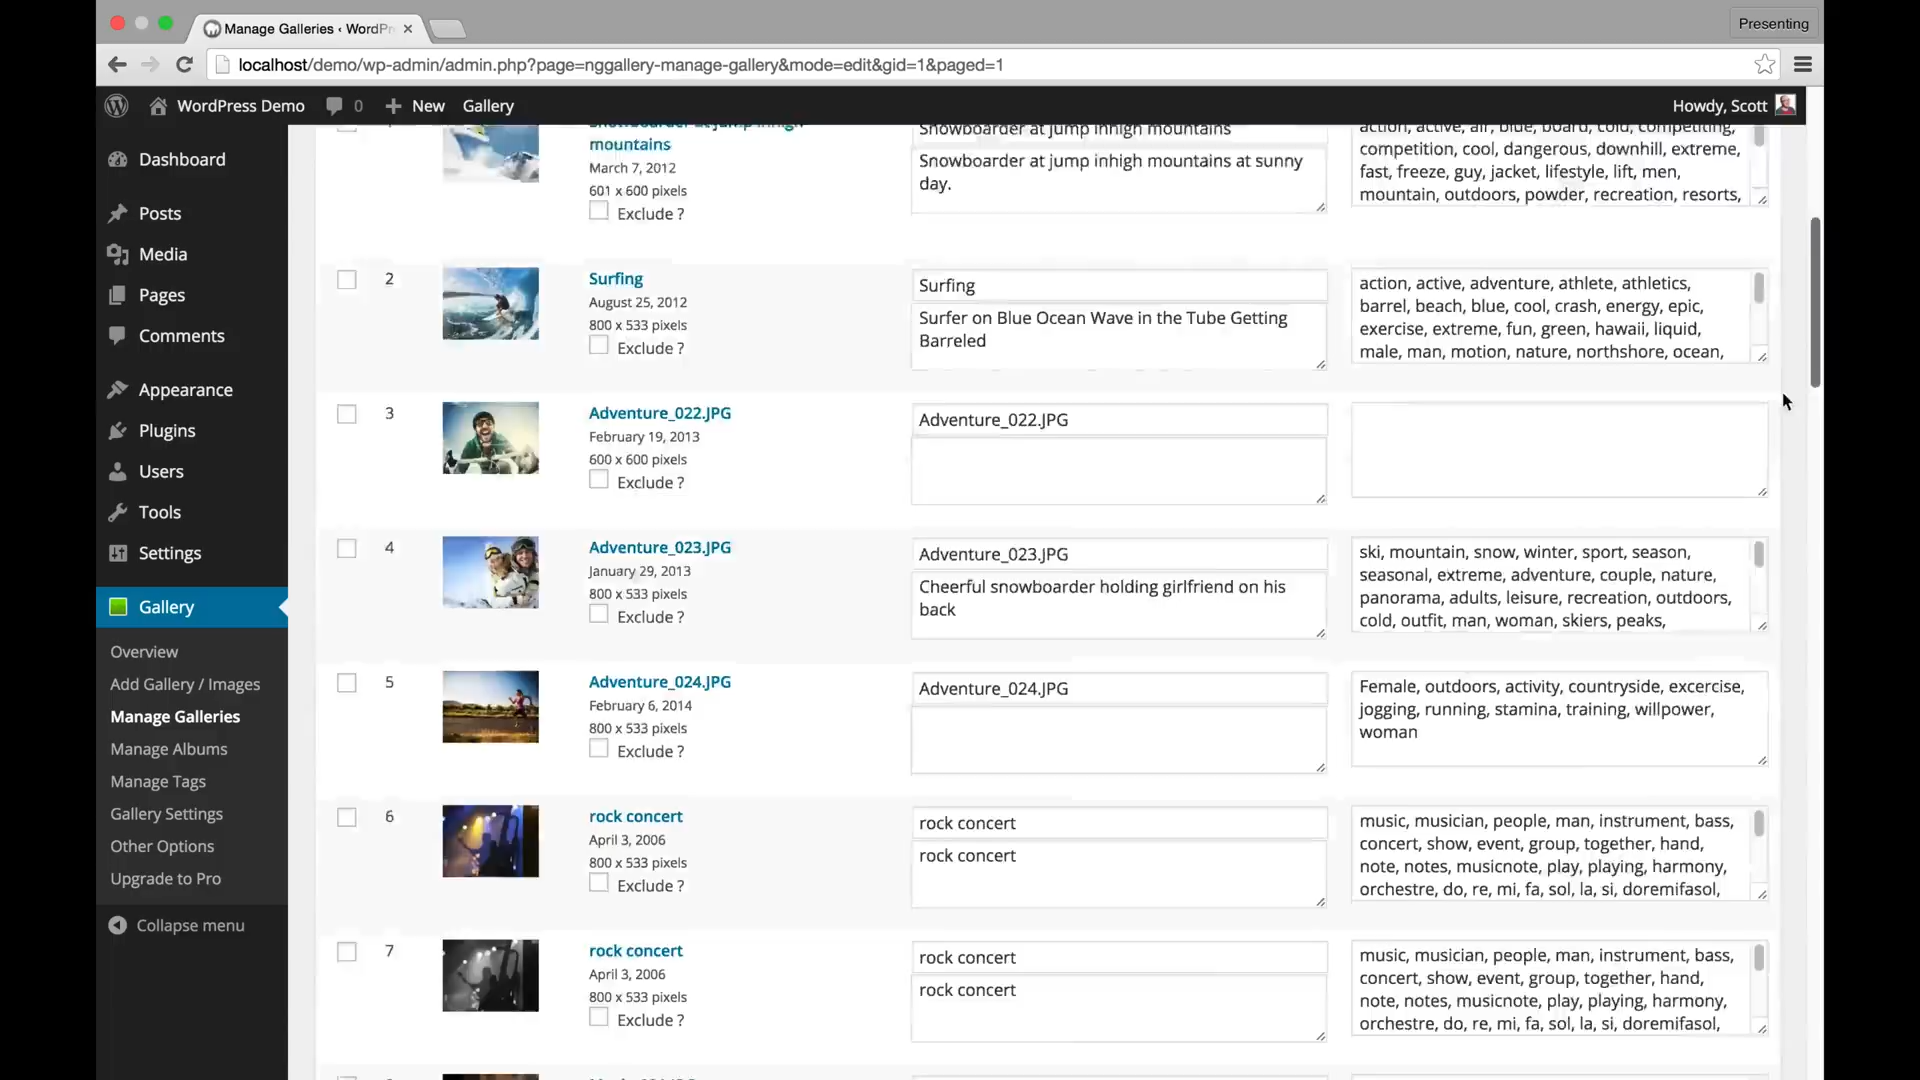 Manage Galleries ‹ WordPr
Presenting
localhost/demo/wp-admin/admin.php?page=nggallery-manage-gallery&mode=edit&gid=1&paged=1
WordPress Demo 0 New Gallery
Howdy, Scott
Dashboard
Posts
Media
Pages
Comments
Appearance
Plugins
Users
Tools
Settings
Gallery
Overview
Add Gallery / Images
Manage Galleries
Manage Albums
Manage Tags
Gallery Settings
Other Options
Upgrade to Pro
Collapse menu
Snowboarder at jump inhigh
mountains
March 7, 2012
601 x 600 pixels
Exclude ?
Snowboarder at jump inhigh mountains
Snowboarder at jump inhigh mountains at sunny
day.
action, active, air, blue, board, cold, competiting,
competition, cool, dangerous, downhill, extreme,
fast, freeze, guy, jacket, lifestyle, lift, men,
mountain, outdoors, powder, recreation, resorts,
2
Surfing
August 25, 2012
800 x 533 pixels
Exclude ?
Surfing
Surfer on Blue Ocean Wave in the Tube Getting
Barreled
action, active, adventure, athlete, athletics,
barrel, beach, blue, cool, crash, energy, epic,
exercise, extreme, fun, green, hawaii, liquid,
male, man, motion, nature, northshore, ocean,
3
Adventure_022.JPG
February 19, 2013
600 x 600 pixels
Exclude ?
Adventure_022.JPG
4
Adventure_023.JPG
January 29, 2013
800 x 533 pixels
Exclude ?
Adventure_023.JPG
Cheerful snowboarder holding girlfriend on his
back
ski, mountain, snow, winter, sport, season,
seasonal, extreme, adventure, couple, nature,
panorama, adults, leisure, recreation, outdoors,
cold, outfit, man, woman, skiers, peaks,
5
Adventure_024.JPG
February 6, 2014
800 x 533 pixels
Exclude ?
Adventure_024.JPG
Female, outdoors, activity, countryside, excercise,
jogging, running, stamina, training, willpower,
woman
6
rock concert
April 3, 2006
800 x 533 pixels
Exclude ?
rock concert
rock concert
music, musician, people, man, instrument, bass,
concert, show, event, group, together, hand,
note, notes, musicnote, play, playing, harmony,
orchestre, do, re, mi, fa, sol, la, si, doremifasol,
7
rock concert
April 3, 2006
800 x 533 pixels
Exclude ?
rock concert
rock concert
music, musician, people, man, instrument, bass,
concert, show, event, group, together, hand,
note, notes, musicnote, play, playing, harmony,
orchestre, do, re, mi, fa, sol, la, si, doremifasol,